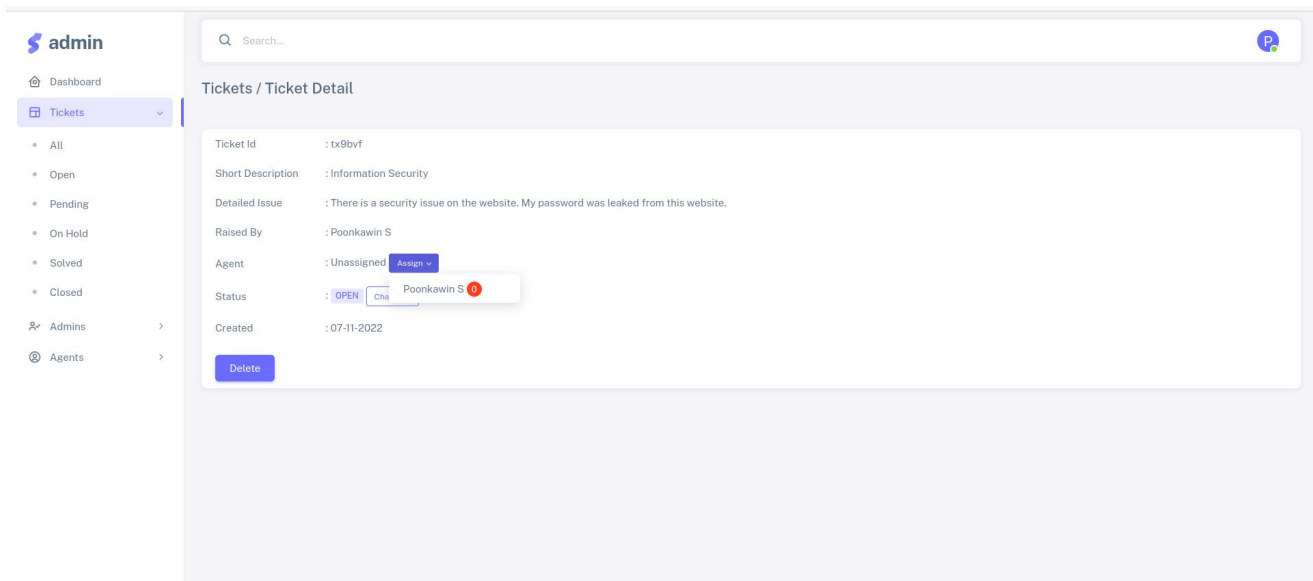 admin
Search...
P
Dashboard
Tickets / Ticket Detail
Tickets
All
Open
Pending
On Hold
Solved
Closed
Admins
Agents
Ticket Id : tx9bvf
Short Description : Information Security
Detailed Issue : There is a security issue on the website. My password was leaked from this website.
Raised By : Poonkawin S
Agent : Unassigned Assign
Poonkawin S 0
Status : OPEN Cha
Created : 07-11-2022
Delete